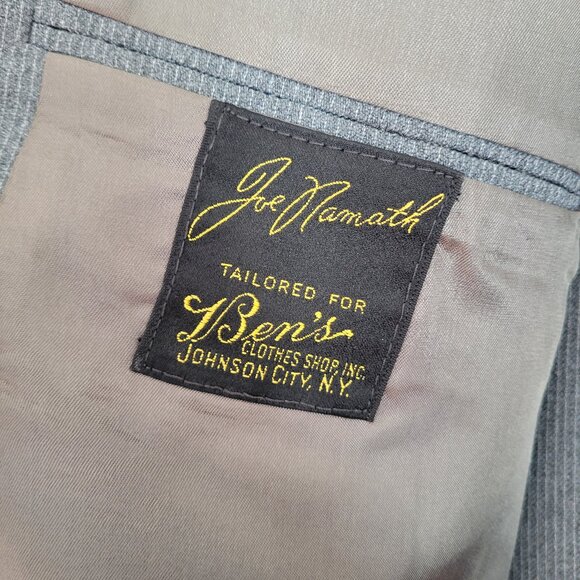 Joe Namath
TAILORED FOR
Ben's
CLOTHES SHOP, INC.
JOHNSON CITY, N.Y.